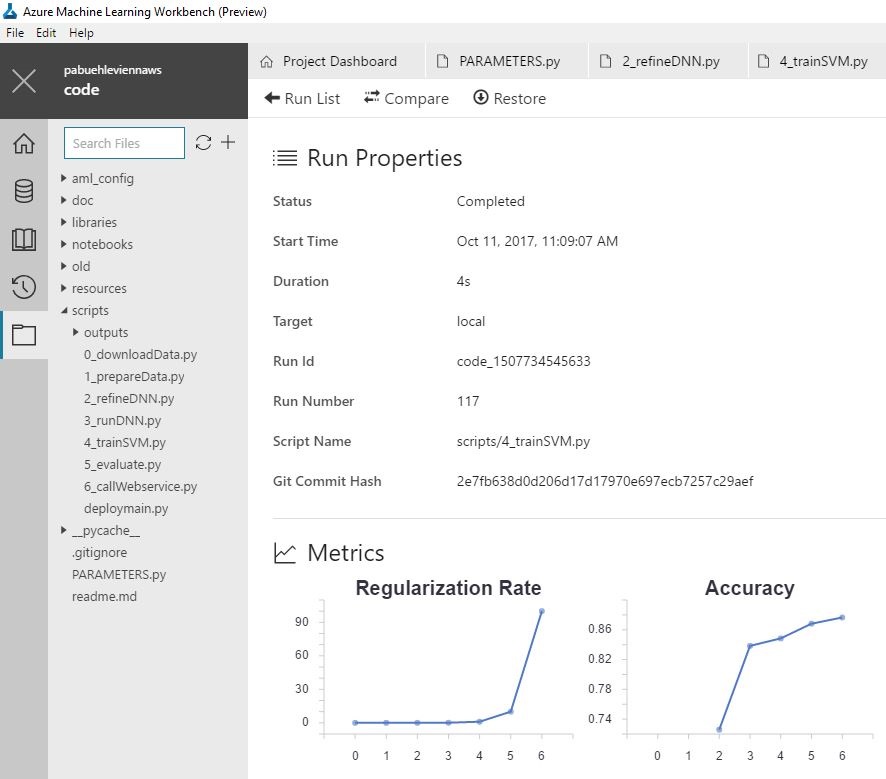 Azure Machine Learning Workbench (Preview)
File Edit Help
pabuehleviennaws
code
Project Dashboard PARAMETERS.py 2_refineDNN.py 4_trainSVM.py
Run List Compare Restore
Search Files
aml_config
doc
libraries
notebooks
old
resources
scripts
outputs
0_downloadData.py
1_prepareData.py
2_refineDNN.py
3_runDNN.py
4_trainSVM.py
5_evaluate.py
6_callWebservice.py
deploymain.py
__pycache__
.gitignore
PARAMETERS.py
readme.md
Run Properties
Status Completed
Start Time Oct 11, 2017, 11:09:07 AM
Duration 4s
Target local
Run Id code_1507734545633
Run Number 117
Script Name scripts/4_trainSVM.py
Git Commit Hash 2e7fb638d0d206d17d17970e697ecb7257c29aef
Metrics
Regularization Rate
90
60
30
0
0 1 2 3 4 5 6
Accuracy
0.86
0.82
0.78
0.74
0 1 2 3 4 5 6